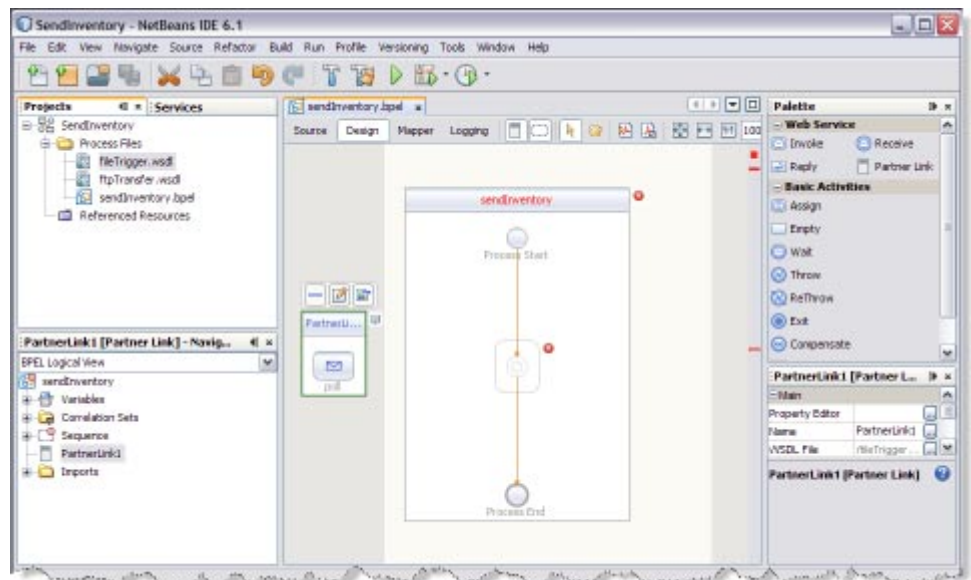 SendInventory - NetBeans IDE 6.1
File Edit View Navigate Source Refactor Build Run Profile Versioning Tools Window Help
Projects
Services
SendInventory
Process Files
fileTrigger.wsdl
ftpTransfer.wsdl
sendInventory.bpel
Referenced Resources
PartnerLink1 [Partner Link] - Navig...
BPEL Logical View
sendInventory
Variables
Correlation Sets
Sequence
PartnerLink1
Imports
sendInventory.bpel
Source Design Mapper Logging
100
sendInventory
Process Start
PartnerLi...
poll
Process End
Palette
Web Service
Invoke Receive
Reply Partner Link
Basic Activities
Assign
Empty
Wait
Throw
ReThrow
Exit
Compensate
PartnerLink1 [Partner L...
Main
Property Editor
Name PartnerLink1
WSDL File /fileTrigger...
PartnerLink1 [Partner Link]